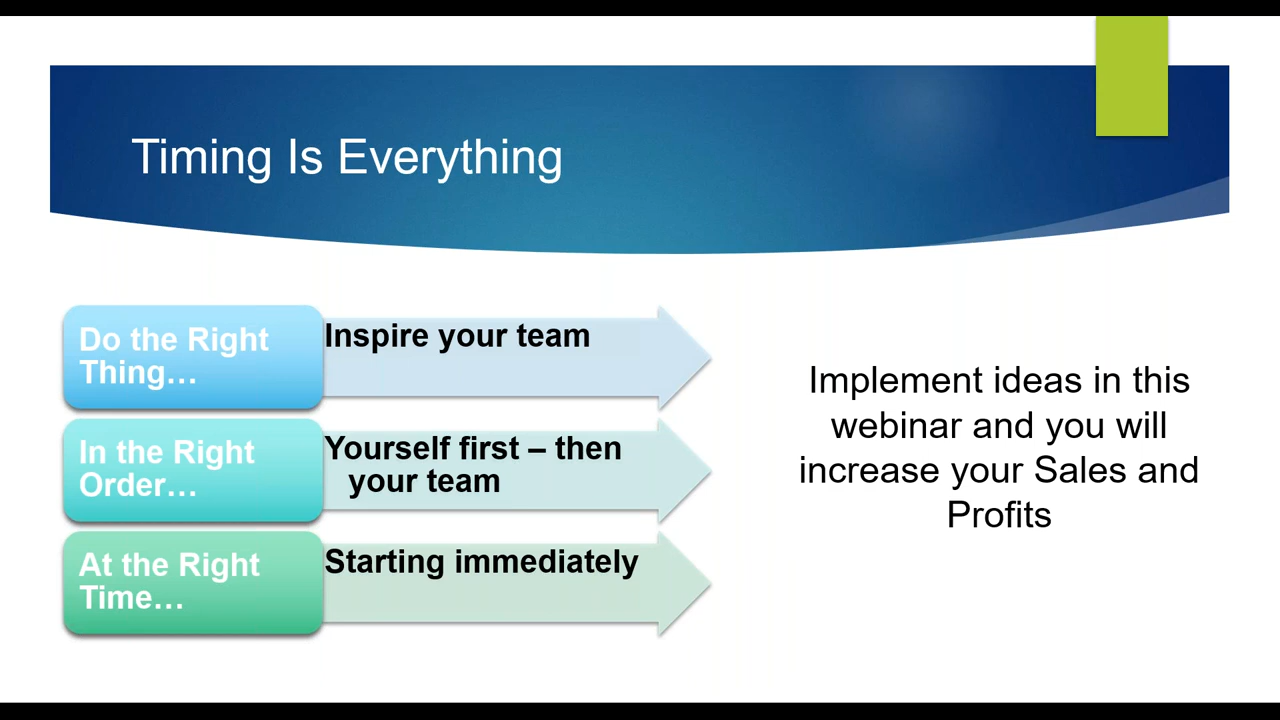 Timing Is Everything
Do the Right
Thing…
Inspire your team
In the Right
Order…
Yourself first – then
your team
At the Right
Time…
Starting immediately
Implement ideas in this
webinar and you will
increase your Sales and
Profits